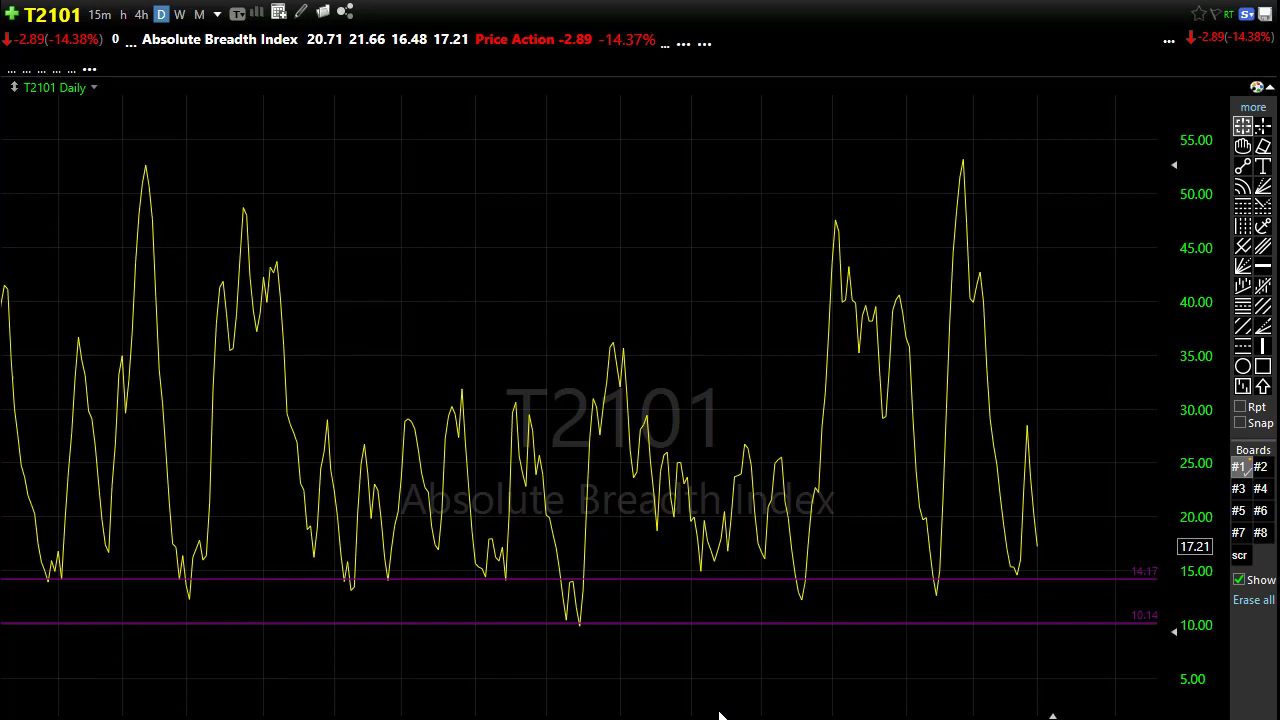 T2101 15m h 4h D W M T RT S
-2.89(-14.38%) 0 ... Absolute Breadth Index 20.71 21.66 16.48 17.21 Price Action -2.89 -14.37% ... ... ... ... -2.89(-14.38%)
... ... ... ... ... ...
T2101 Daily
more
55.00
50.00
45.00
40.00
35.00
30.00
25.00
20.00
17.21
15.00
10.00
5.00
14.17
10.14
T2101
Absolute Breadth Index
T
Rpt
Snap
Boards
#1 #2
#3 #4
#5 #6
#7 #8
scr
Show
Erase all